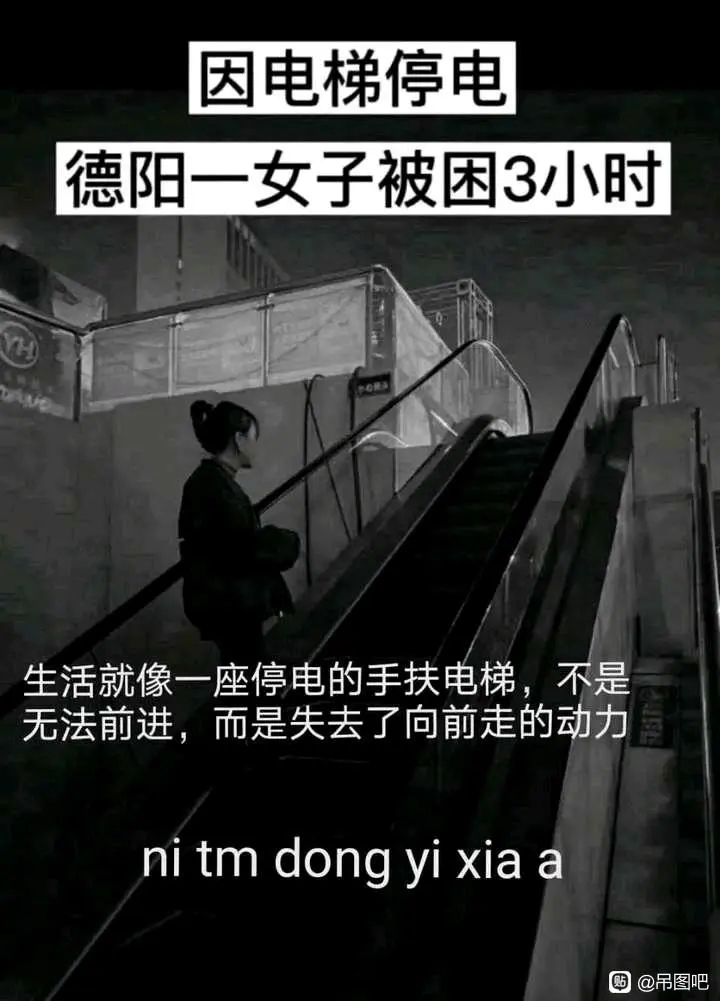 因电梯停电
德阳一女子被困3小时
YH
生活就像一座停电的手扶电梯，不是
无法前进，而是失去了向前走的动力
ni tm dong yi xia a
贴 @吊图吧